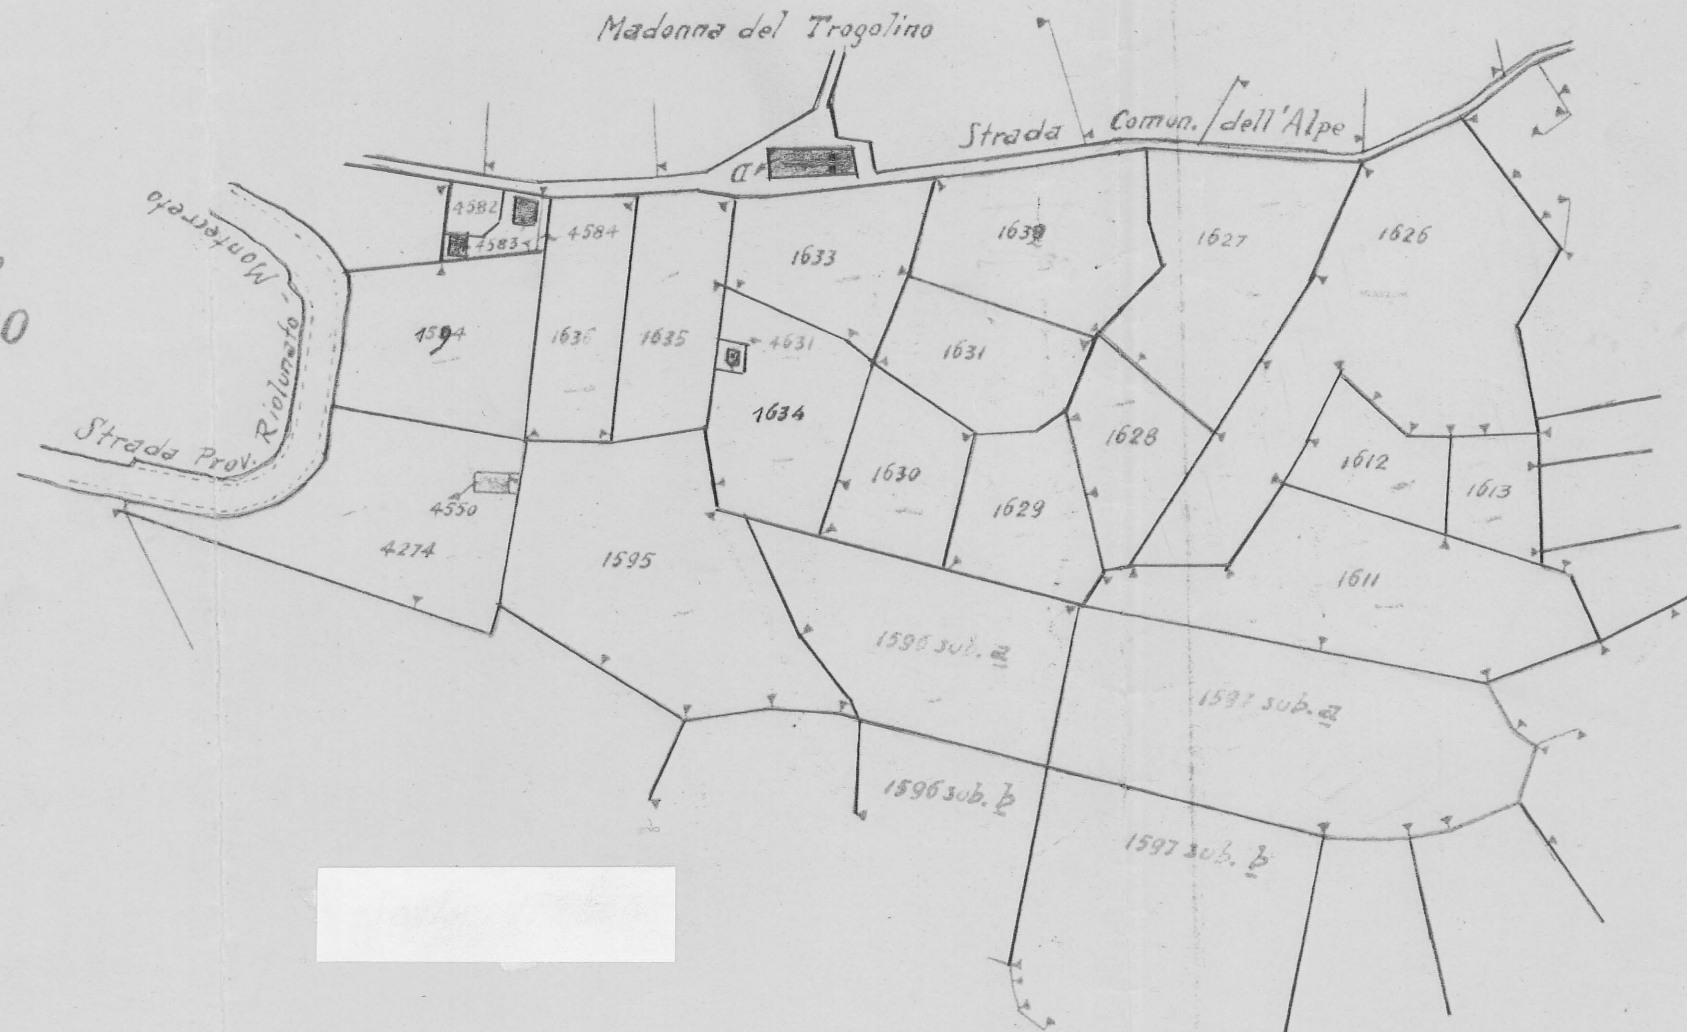 Madonna del Trogolino
Strada Comun. dell'Alpe
a
Montecreto
Riolunato -
Strada Prov.
0
4582
4583
4584
1633
1627
1626
1594
1636
1635
4631
1631
1634
1628
1630
1629
1612
1613
4550
4274
1595
1611
1596 sub. a
1597 sub. a
1596 sub. b
1597 sub. b